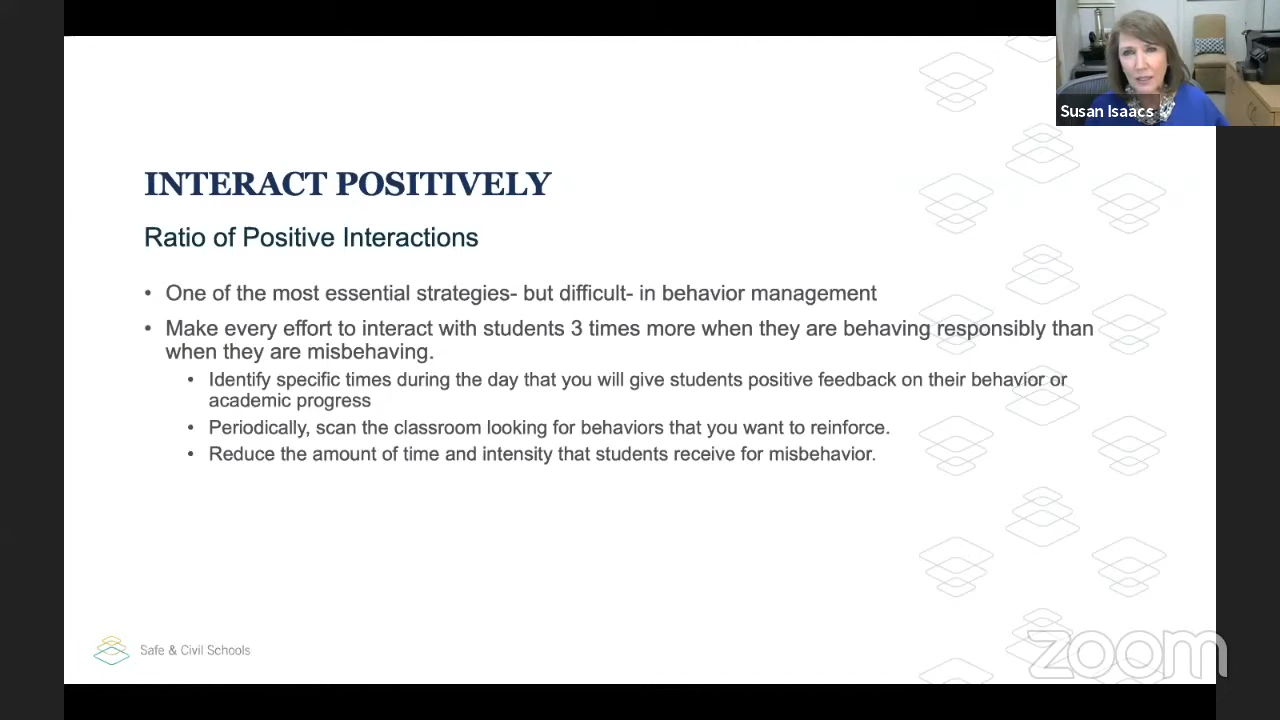 Susan Isaacs
INTERACT POSITIVELY
Ratio of Positive Interactions
• One of the most essential strategies- but difficult- in behavior management
• Make every effort to interact with students 3 times more when they are behaving responsibly than
when they are misbehaving.
• Identify specific times during the day that you will give students positive feedback on their behavior or
academic progress
• Periodically, scan the classroom looking for behaviors that you want to reinforce.
• Reduce the amount of time and intensity that students receive for misbehavior.
Safe & Civil Schools
zoom